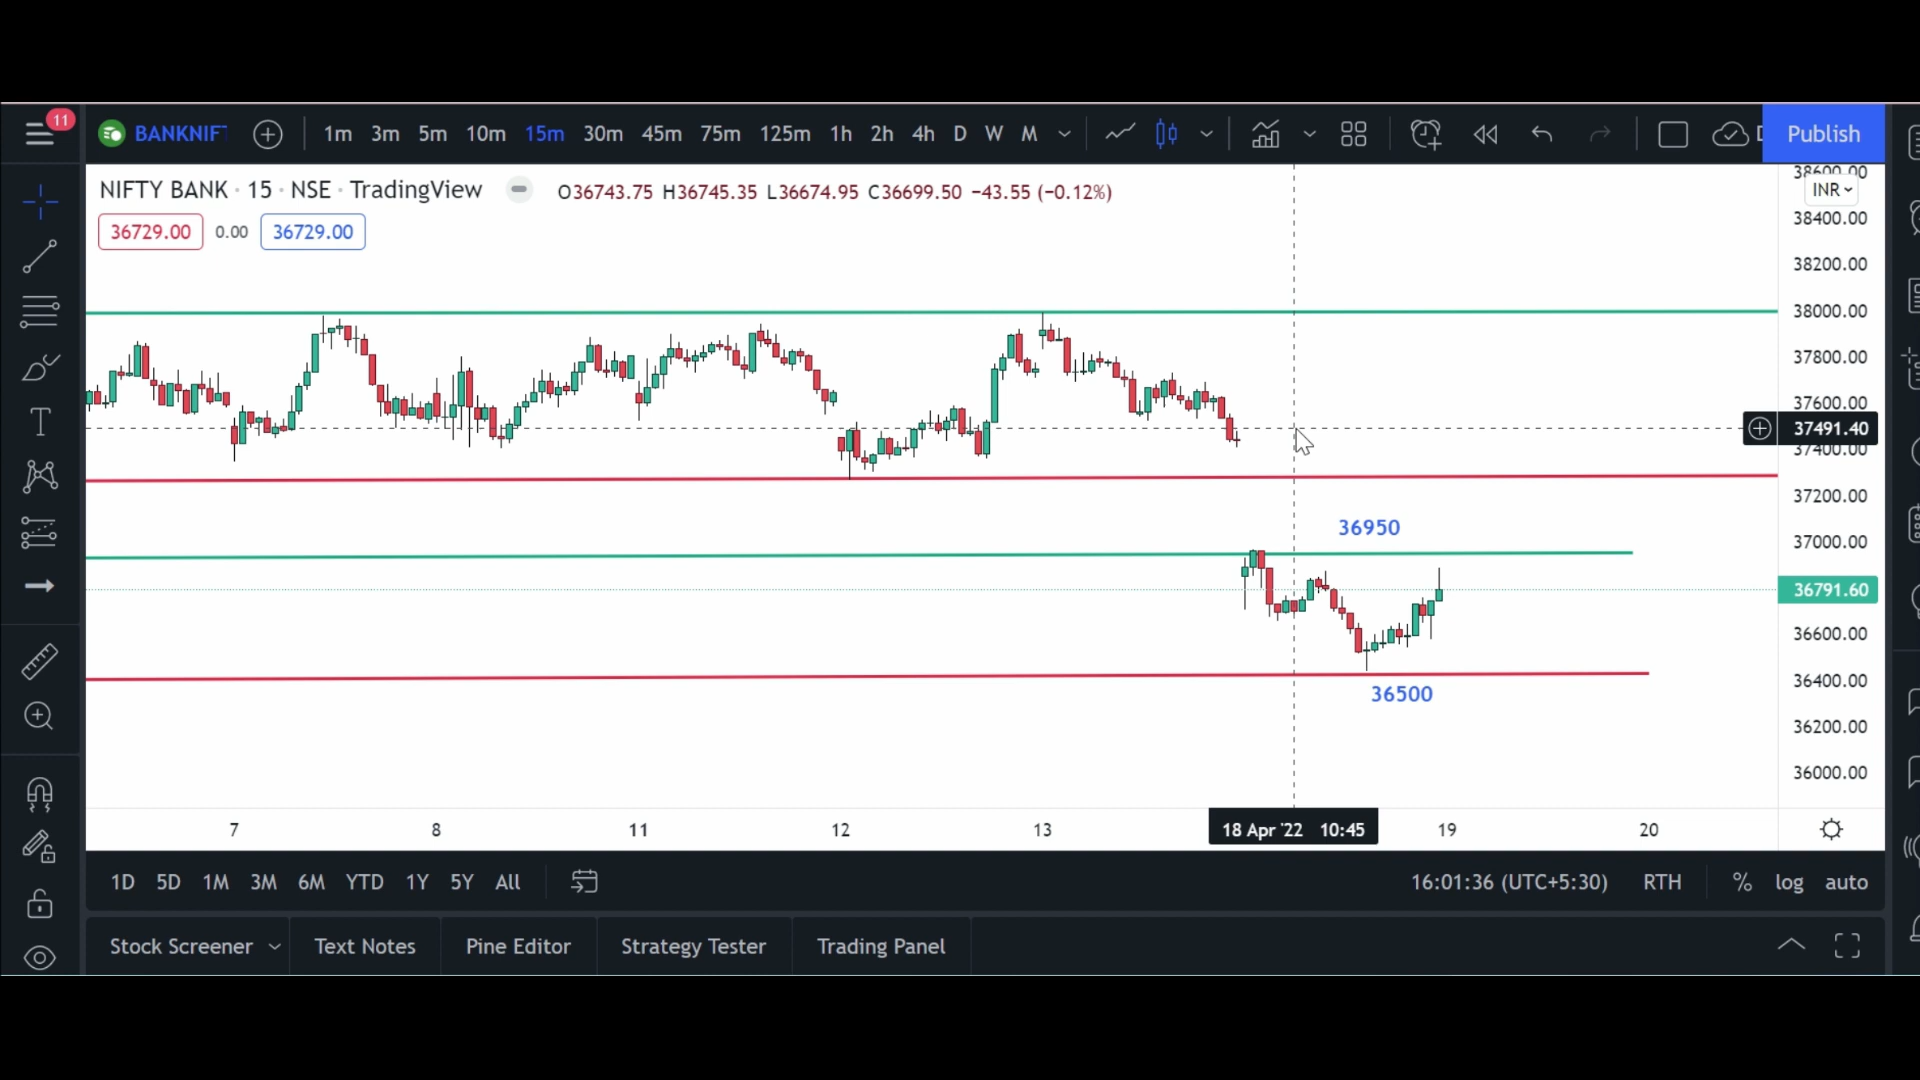 11
BANKNIF
1m 3m 5m 10m 15m 30m 45m 75m 125m 1h 2h 4h D W M
Publish
NIFTY BANK · 15 · NSE · TradingView
O36743.75 H36745.35 L36674.95 C36699.50 −43.55 (−0.12%)
36729.00 0.00 36729.00
38600.00
INR
38400.00
38200.00
38000.00
37800.00
37600.00
37491.40
37400.00
37200.00
36950
37000.00
36791.60
36600.00
36400.00
36500
36200.00
36000.00
7 8 11 12 13 18 Apr '22 10:45 19 20
1D 5D 1M 3M 6M YTD 1Y 5Y All
16:01:36 (UTC+5:30) RTH % log auto
Stock Screener Text Notes Pine Editor Strategy Tester Trading Panel